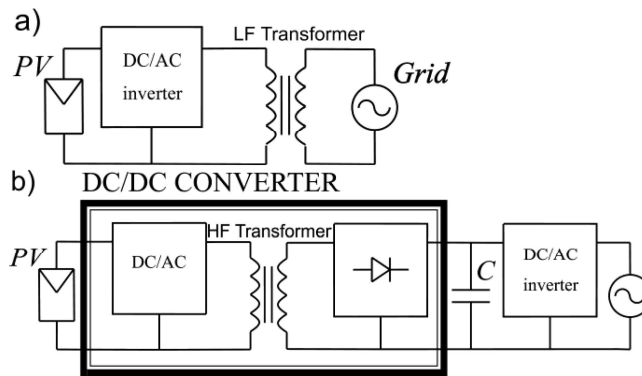 a)
LF Transformer
PV
DC/AC
inverter
Grid
b)
DC/DC CONVERTER
HF Transformer
PV
DC/AC
C
DC/AC
inverter